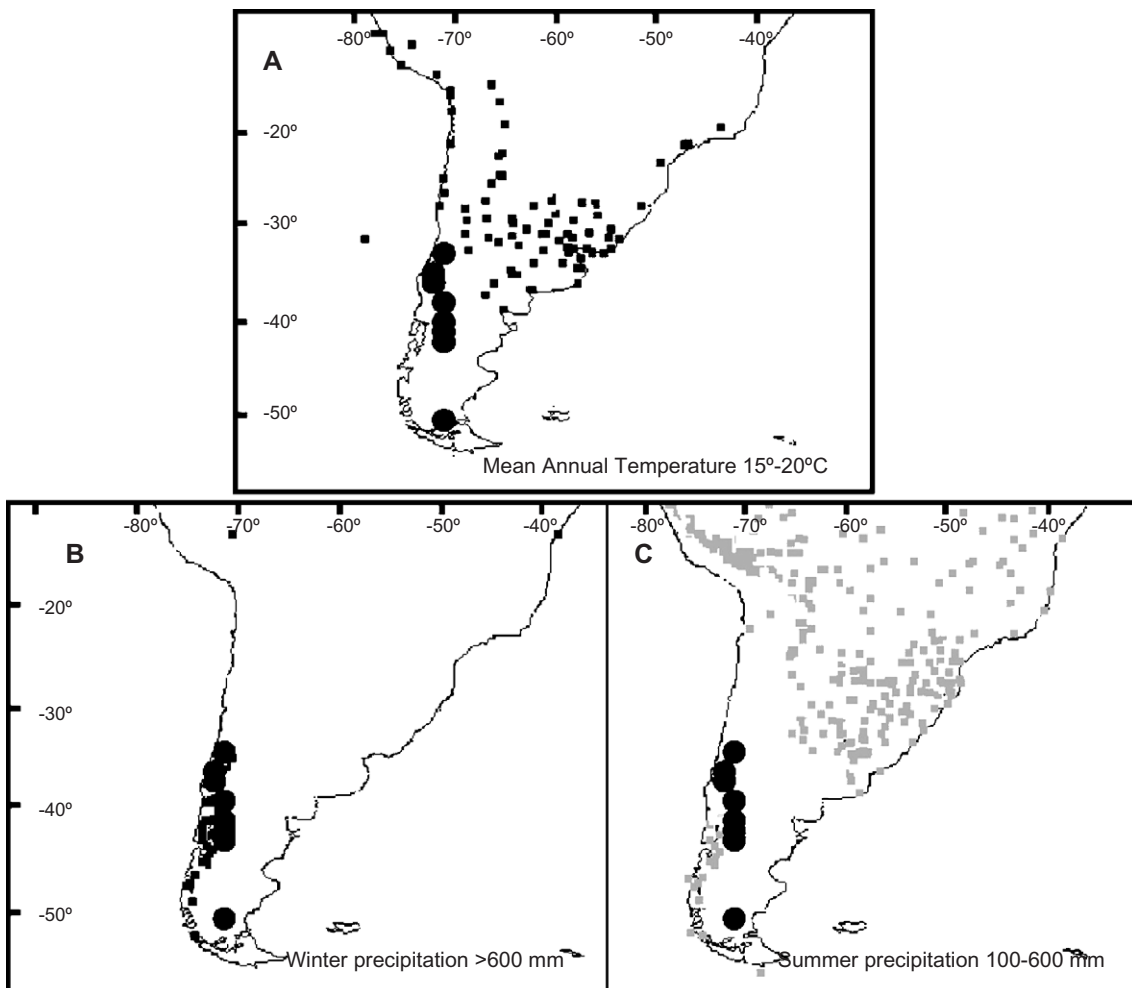 -80º -70º -60º -50º -40º
A
-20º
-30º
-40º
-50º
Mean Annual Temperature 15º-20ºC
-80º -70º -60º -50º -40º
B
-20º
-30º
-40º
-50º
Winter precipitation >600 mm
-80º -70º -60º -50º -40º
C
Summer precipitation 100-600 mm